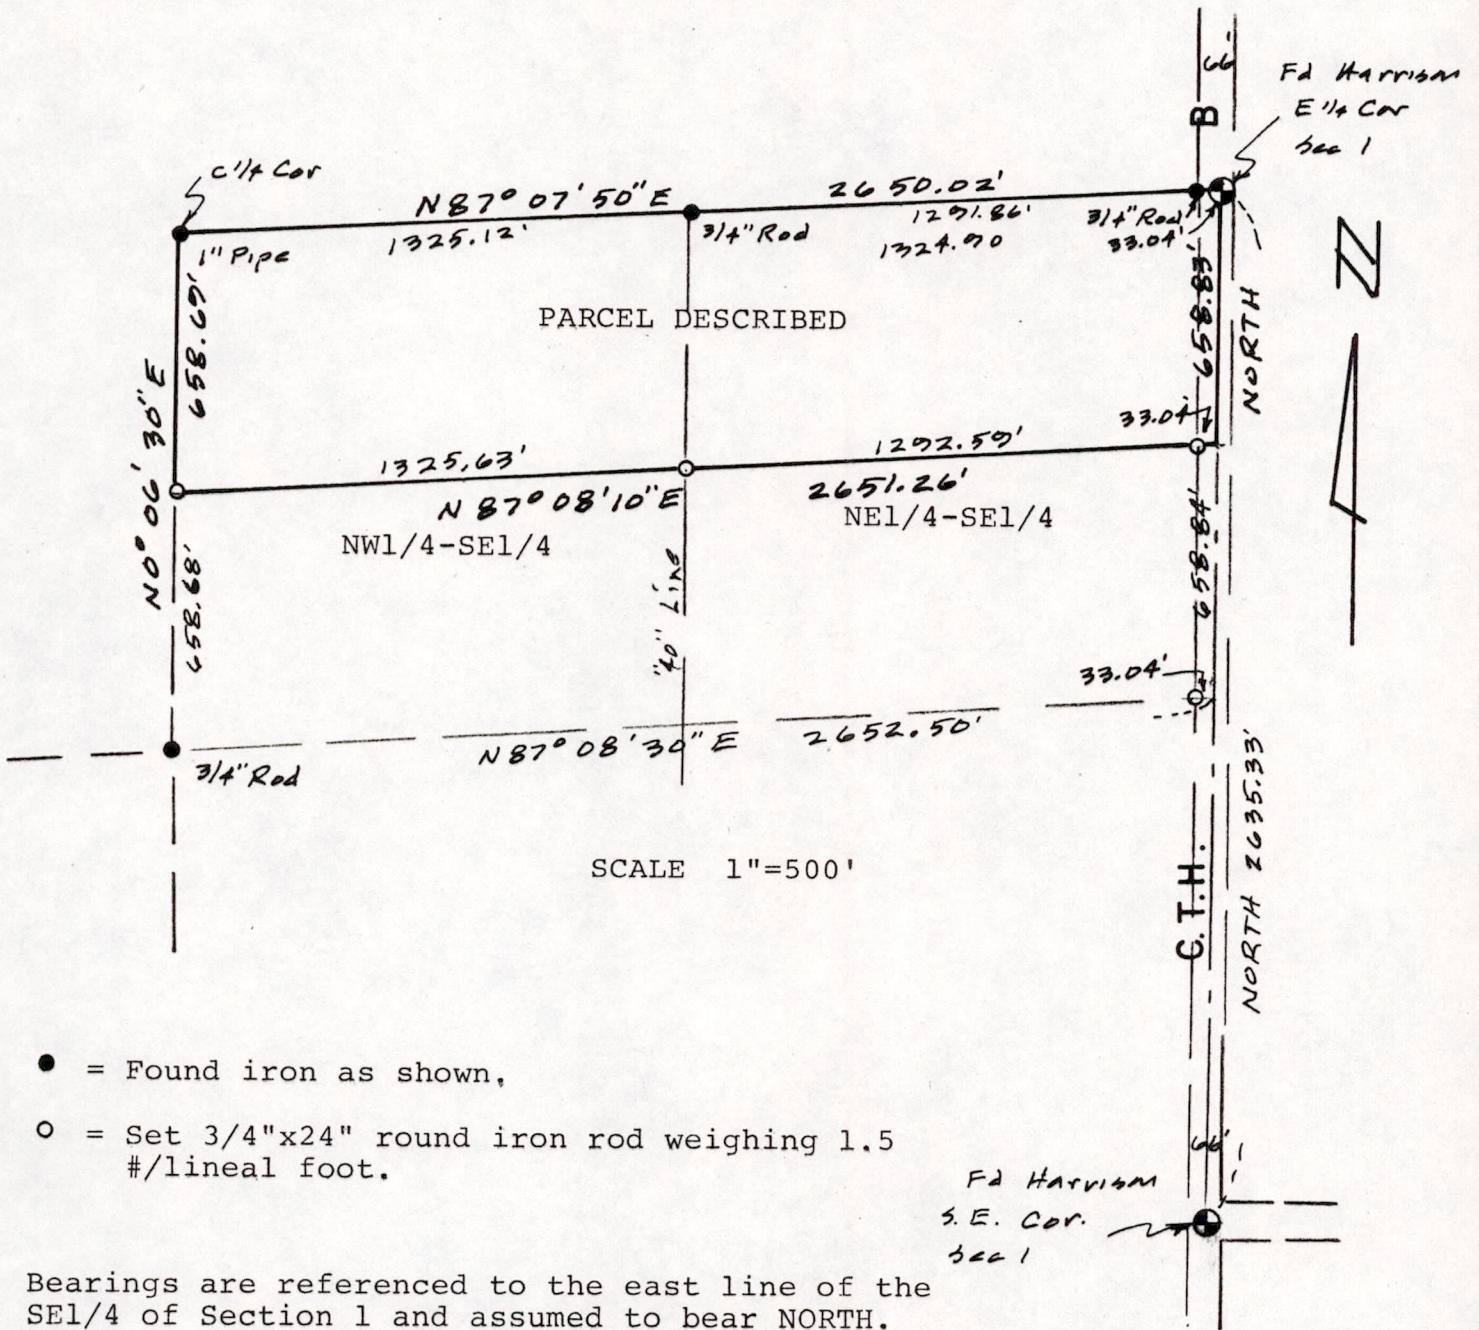 66'
Fd Harrison
E 1/4 Cor
Sec 1
B
C 1/4 Cor
N 87° 07' 50" E
2650.02'
1325.12'
1291.86'
1324.90
1" Pipe
3/4" Rod
3/4" Rod
33.04'
N
PARCEL DESCRIBED
658.69'
658.83'
NORTH
N 0° 06' 30" E
33.04'
1325.63'
1292.59'
N 87° 08' 10" E
2651.26'
NW1/4-SE1/4
NE1/4-SE1/4
658.68'
"40" Line
658.84'
33.04'
N 87° 08' 30" E
2652.50'
3/4" Rod
NORTH 2635.33'
SCALE 1"=500'
C. T. H.
● = Found iron as shown.
○ = Set 3/4"x24" round iron rod weighing 1.5
#/lineal foot.
66'
Fd Harrison
S. E. Cor.
Sec 1
Bearings are referenced to the east line of the
SE1/4 of Section 1 and assumed to bear NORTH.